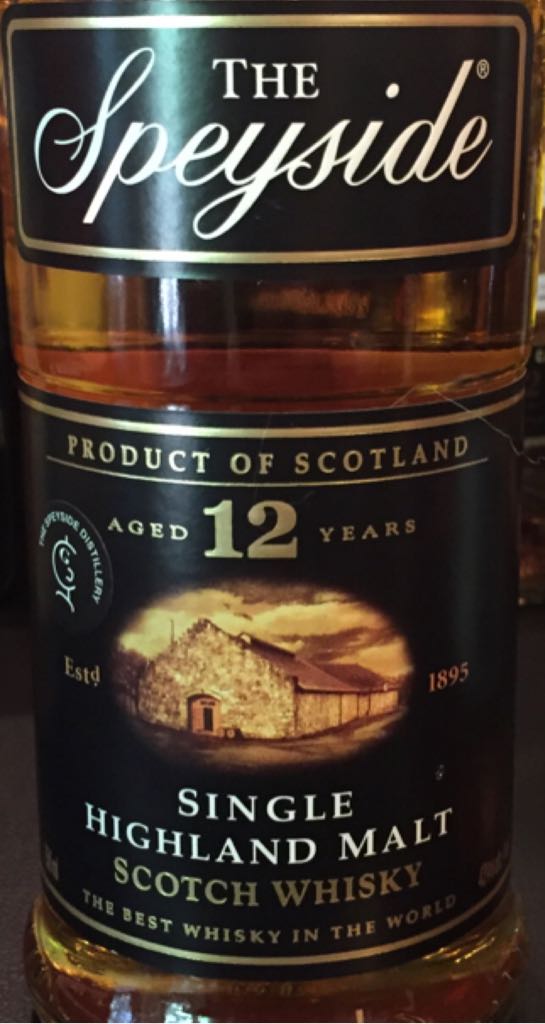 THE
Speyside®
PRODUCT OF SCOTLAND
AGED 12 YEARS
THE SPEYSIDE DISTILLERY
Estd 1895
SINGLE
HIGHLAND MALT
SCOTCH WHISKY
THE BEST WHISKY IN THE WORLD